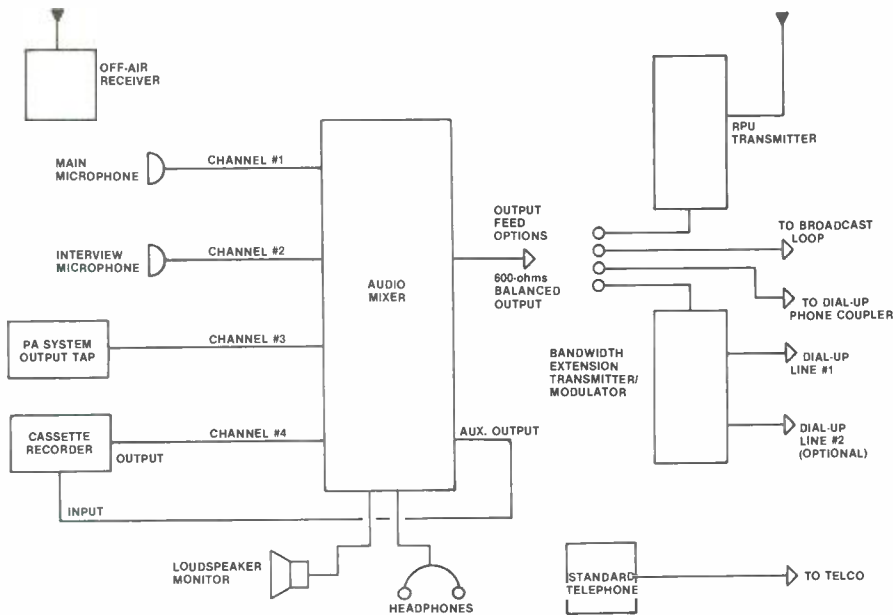 OFF-AIR
RECEIVER
MAIN
MICROPHONE
CHANNEL #1
INTERVIEW
MICROPHONE
CHANNEL #2
PA SYSTEM
OUTPUT TAP
CHANNEL #3
CASSETTE
RECORDER
OUTPUT
CHANNEL #4
INPUT
AUDIO
MIXER
AUX. OUTPUT
LOUDSPEAKER
MONITOR
HEADPHONES
OUTPUT
FEED
OPTIONS
600-ohms
BALANCED
OUTPUT
RPU
TRANSMITTER
TO BROADCAST
LOOP
TO DIAL-UP
PHONE COUPLER
BANDWIDTH
EXTENSION
TRANSMITTER/
MODULATOR
DIAL-UP
LINE #1
DIAL-UP
LINE #2
(OPTIONAL)
STANDARD
TELEPHONE
TO TELCO